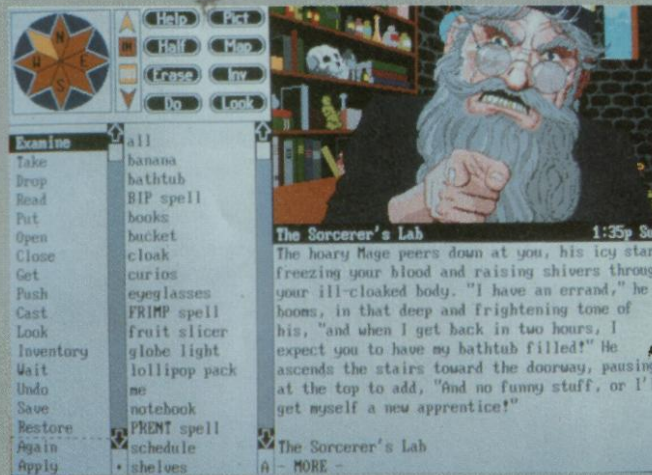 N
W E
S
IN
Help Pict
Half Map
Erase Inv
Do Look
Examine
Take
Drop
Read
Put
Open
Close
Get
Push
Cast
Look
Inventory
Wait
Undo
Save
Restore
Again
Apply
all
banana
bathtub
BIP spell
books
bucket
cloak
curios
eyeglasses
FRIMP spell
fruit slicer
globe light
lollipop pack
me
notebook
PRENT spell
schedule
shelves
The Sorcerer's Lab 1:35p Su
The hoary Mage peers down at you, his icy star
freezing your blood and raising shivers throug
your ill-cloaked body. "I have an errand," he
booms, in that deep and frightening tone of
his, "and when I get back in two hours, I
expect you to have my bathtub filled!" He
ascends the stairs toward the doorway, pausing
at the top to add, "And no funny stuff, or I'
get myself a new apprentice!"
The Sorcerer's Lab
- MORE -